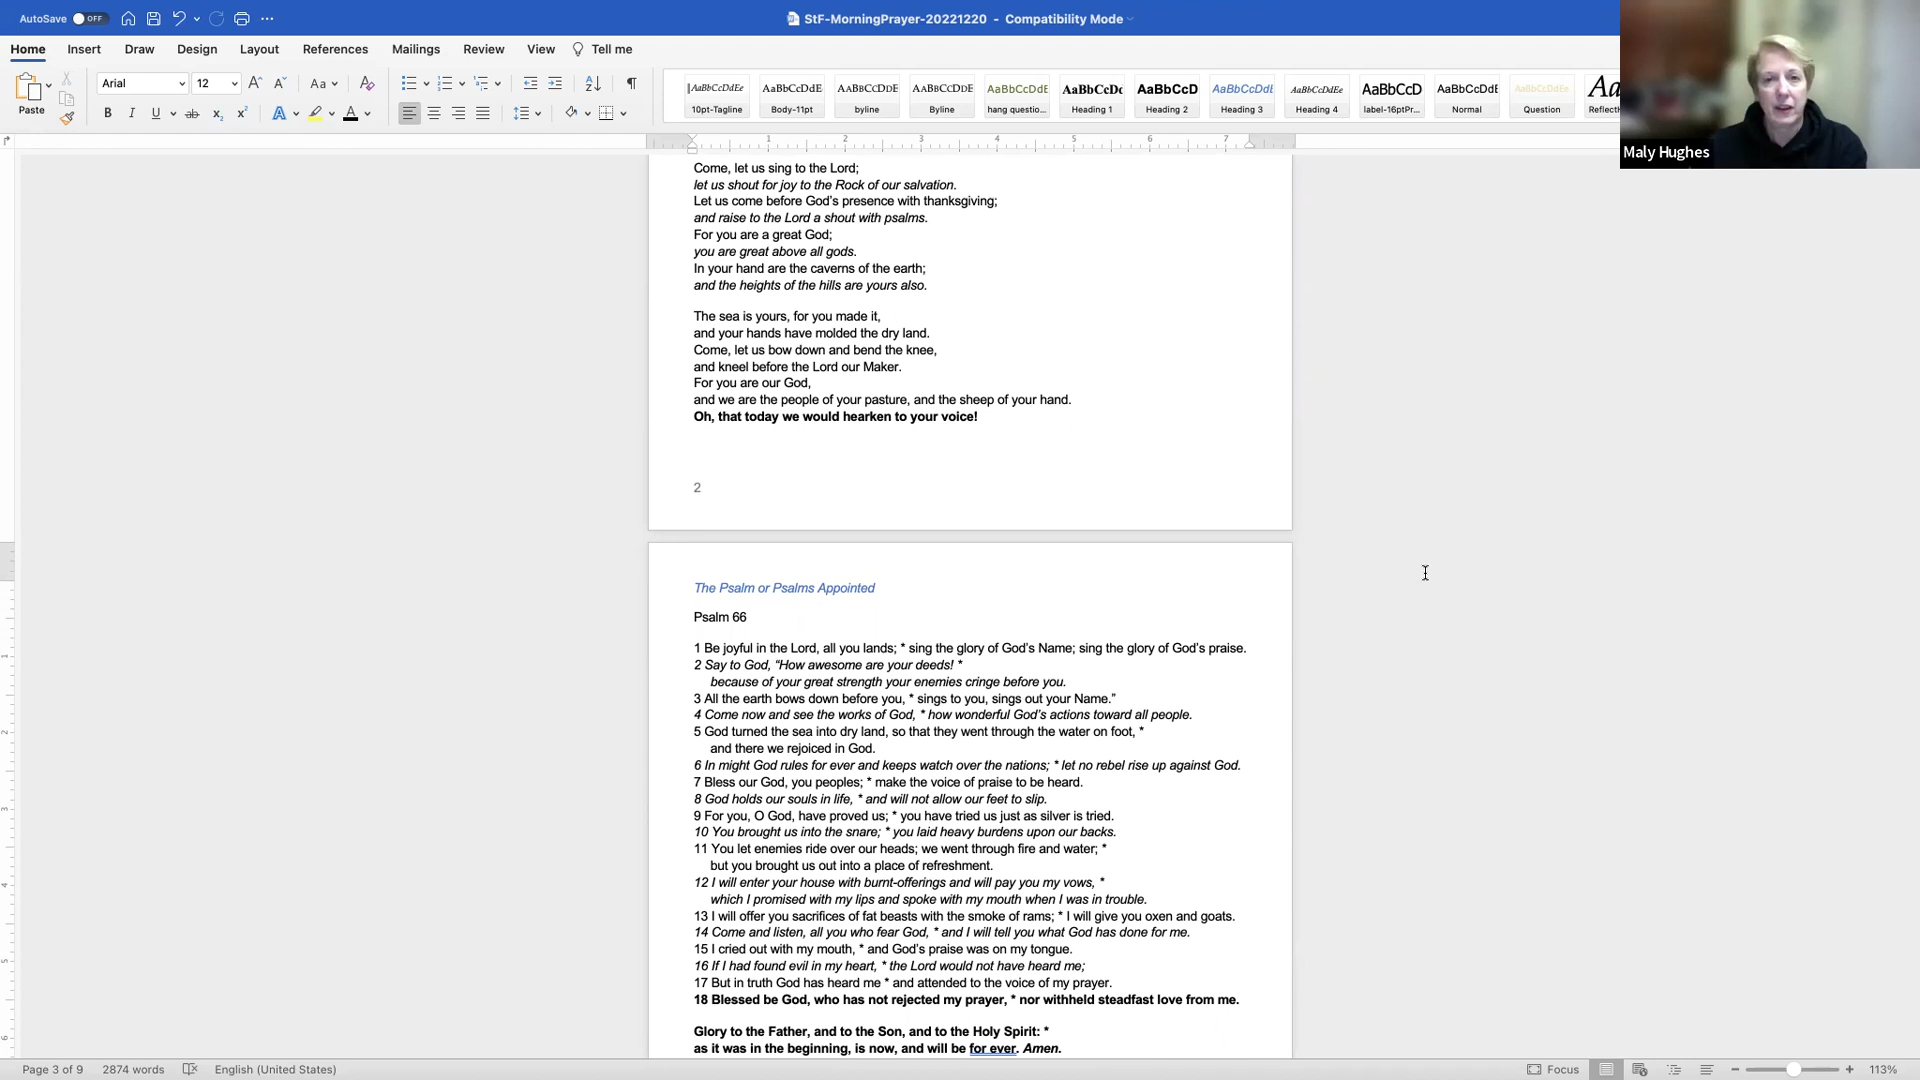 AutoSave OFF
StF-MorningPrayer-20221220 - Compatibility Mode
Home Insert Draw Design Layout References Mailings Review View Tell me
Paste
Arial 12
AaBbCcDdEe AaBbCcDdE AABBCCDDE AABBCCDDE AaBbCcDdE AaBbCcDc AaBbCcD AaBbCcDdE AaBbCcDdEe AaBbCcD AaBbCcDdE AaBbCcDdEe
10pt-Tagline Body-11pt byline Byline hang questio... Heading 1 Heading 2 Heading 3 Heading 4 label-16ptPr... Normal Question
Maly Hughes
1 2 3 4 5 6 7
Come, let us sing to the Lord;
let us shout for joy to the Rock of our salvation.
Let us come before God's presence with thanksgiving;
and raise to the Lord a shout with psalms.
For you are a great God;
you are great above all gods.
In your hand are the caverns of the earth;
and the heights of the hills are yours also.
The sea is yours, for you made it,
and your hands have molded the dry land.
Come, let us bow down and bend the knee,
and kneel before the Lord our Maker.
For you are our God,
and we are the people of your pasture, and the sheep of your hand.
Oh, that today we would hearken to your voice!
2
The Psalm or Psalms Appointed
Psalm 66
1 Be joyful in the Lord, all you lands; * sing the glory of God's Name; sing the glory of God's praise.
2 Say to God, “How awesome are your deeds! *
because of your great strength your enemies cringe before you.
3 All the earth bows down before you, * sings to you, sings out your Name.”
4 Come now and see the works of God, * how wonderful God's actions toward all people.
5 God turned the sea into dry land, so that they went through the water on foot, *
and there we rejoiced in God.
6 In might God rules for ever and keeps watch over the nations; * let no rebel rise up against God.
7 Bless our God, you peoples; * make the voice of praise to be heard.
8 God holds our souls in life, * and will not allow our feet to slip.
9 For you, O God, have proved us; * you have tried us just as silver is tried.
10 You brought us into the snare; * you laid heavy burdens upon our backs.
11 You let enemies ride over our heads; we went through fire and water; *
but you brought us out into a place of refreshment.
12 I will enter your house with burnt-offerings and will pay you my vows, *
which I promised with my lips and spoke with my mouth when I was in trouble.
13 I will offer you sacrifices of fat beasts with the smoke of rams; * I will give you oxen and goats.
14 Come and listen, all you who fear God, * and I will tell you what God has done for me.
15 I cried out with my mouth, * and God's praise was on my tongue.
16 If I had found evil in my heart, * the Lord would not have heard me;
17 But in truth God has heard me * and attended to the voice of my prayer.
18 Blessed be God, who has not rejected my prayer, * nor withheld steadfast love from me.
Glory to the Father, and to the Son, and to the Holy Spirit: *
as it was in the beginning, is now, and will be for ever. Amen.
Page 3 of 9 2874 words English (United States) Focus 113%